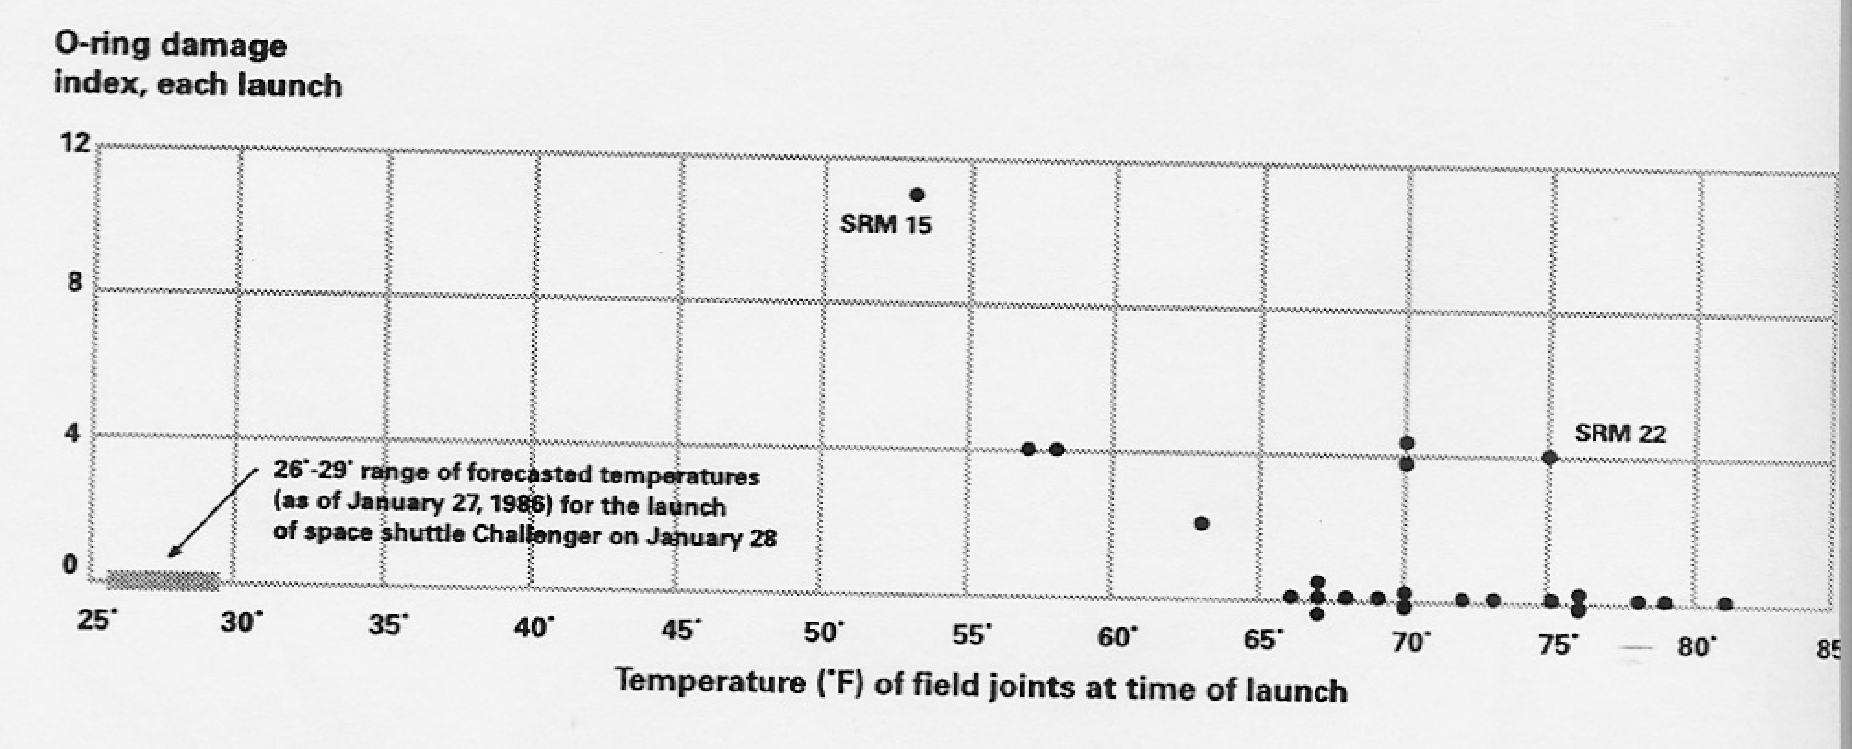 O-ring damage
index, each launch
12
SRM 15
8
4
SRM 22
26°-29° range of forecasted temperatures
(as of January 27, 1986) for the launch
of space shuttle Challenger on January 28
0
25° 30° 35° 40° 45° 50° 55° 60° 65° 70° 75° 80° 85
Temperature (°F) of field joints at time of launch